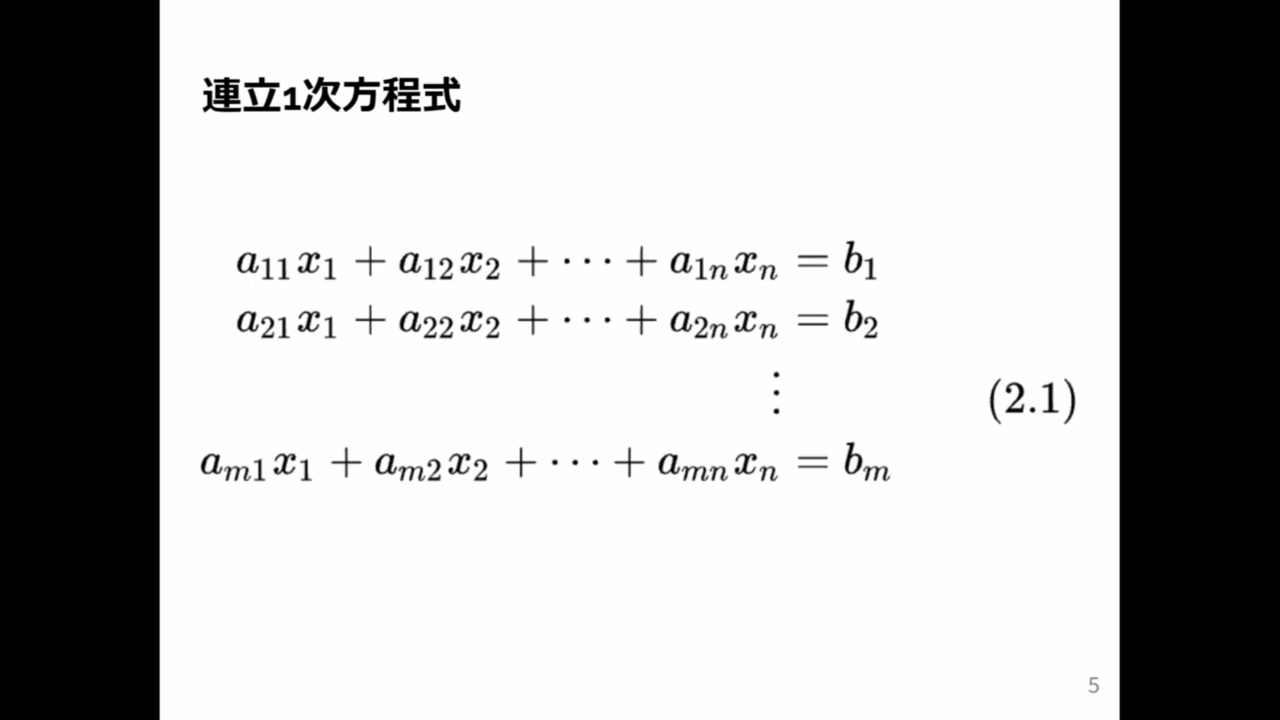 連立1次方程式
a₁₁x₁ + a₁₂x₂ + ⋯ + a₁ₙxₙ = b₁
a₂₁x₁ + a₂₂x₂ + ⋯ + a₂ₙxₙ = b₂
⋮ (2.1)
aₘ₁x₁ + aₘ₂x₂ + ⋯ + aₘₙxₙ = bₘ
5